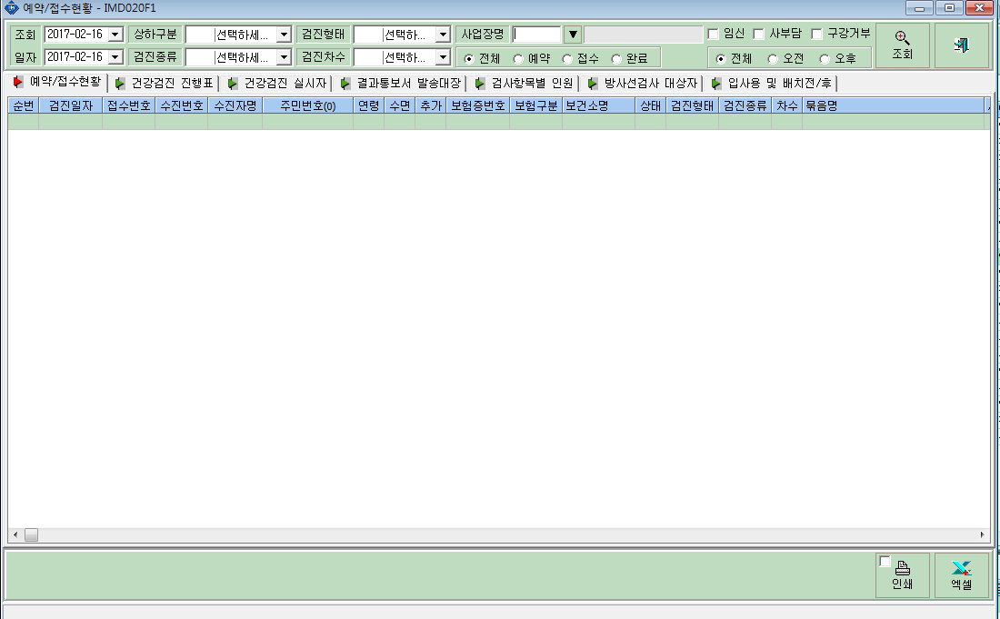 예약/접수현황 - IMD020F1
조회 2017-02-16 상하구분 선택하세... 검진형태 선택하... 사업장명 임신 사부담 구강거부
일자 2017-02-16 검진종류 선택하세... 검진차수 선택하... 전체 예약 접수 완료 전체 오전 오후
조회
예약/접수현황 건강검진 진행표 건강검진 실시자 결과통보서 발송대장 검사항목별 인원 방사선검사 대상자 입사용 및 배치전/후
순번 검진일자 접수번호 수진번호 수진자명 주민번호(0) 연령 수면 추가 보험증번호 보험구분 보건소명 상태 검진형태 검진종류 차수 묶음명
인쇄 엑셀